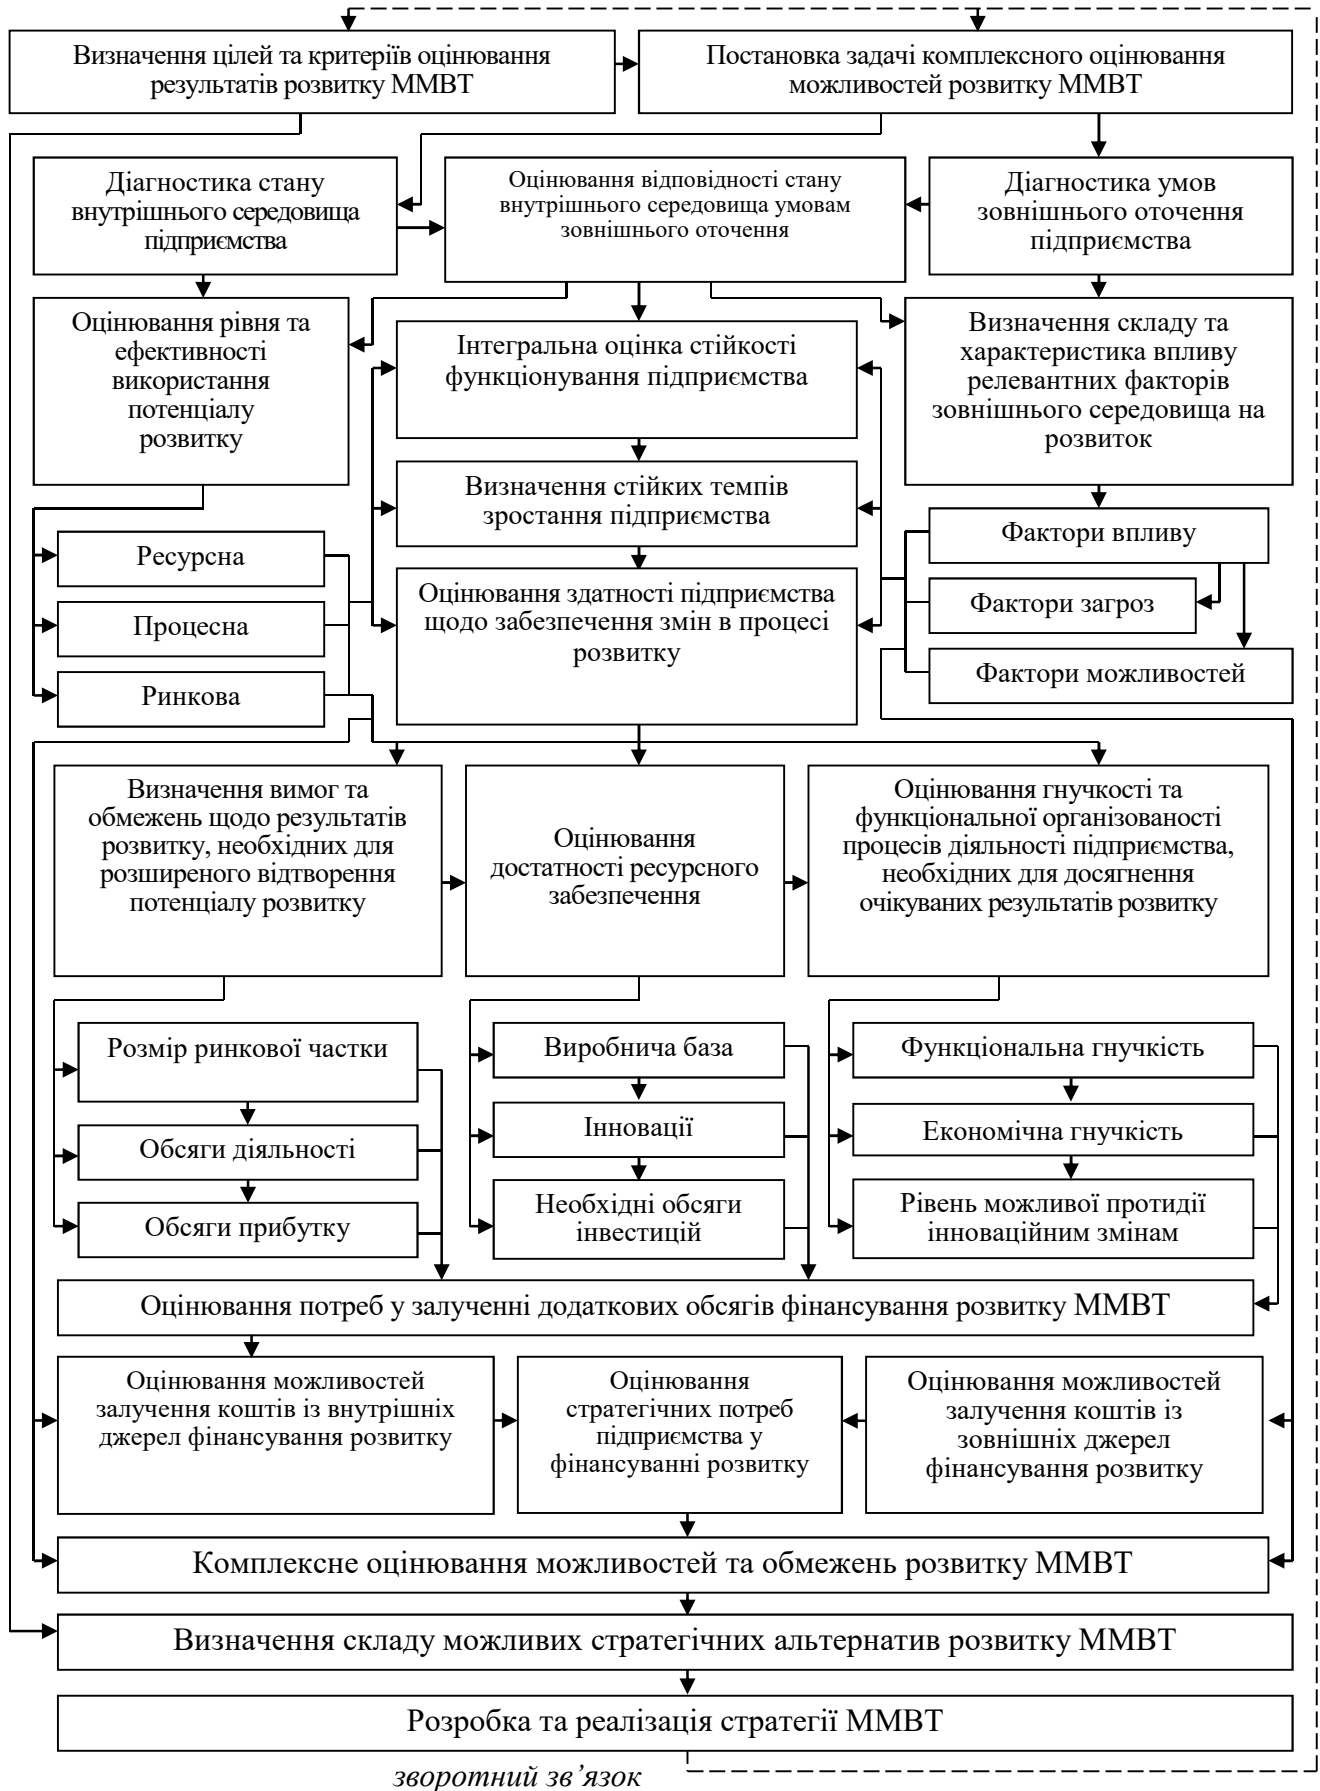 Визначення цілей та критеріїв оцінювання
результатів розвитку ММВТ
Постановка задачі комплексного оцінювання
можливостей розвитку ММВТ
Діагностика стану
внутрішнього середовища
підприємства
Оцінювання відповідності стану
внутрішнього середовища умовам
зовнішнього оточення
Діагностика умов
зовнішнього оточення
підприємства
Оцінювання рівня та
ефективності
використання
потенціалу
розвитку
Інтегральна оцінка стійкості
функціонування підприємства
Визначення складу та
характеристика впливу
релевантних факторів
зовнішнього середовища на
розвиток
Визначення стійких темпів
зростання підприємства
Ресурсна
Процесна
Ринкова
Оцінювання здатності підприємства
щодо забезпечення змін в процесі
розвитку
Фактори впливу
Фактори загроз
Фактори можливостей
Визначення вимог та
обмежень щодо результатів
розвитку, необхідних для
розширеного відтворення
потенціалу розвитку
Оцінювання
достатності ресурсного
забезпечення
Оцінювання гнучкості та
функціональної організованості
процесів діяльності підприємства,
необхідних для досягнення
очікуваних результатів розвитку
Розмір ринкової частки
Обсяги діяльності
Обсяги прибутку
Виробнича база
Інновації
Необхідні обсяги
інвестицій
Функціональна гнучкість
Економічна гнучкість
Рівень можливої протидії
інноваційним змінам
Оцінювання потреб у залученні додаткових обсягів фінансування розвитку ММВТ
Оцінювання можливостей
залучення коштів із внутрішніх
джерел фінансування розвитку
Оцінювання
стратегічних потреб
підприємства у
фінансуванні розвитку
Оцінювання можливостей
залучення коштів із
зовнішніх джерел
фінансування розвитку
Комплексне оцінювання можливостей та обмежень розвитку ММВТ
Визначення складу можливих стратегічних альтернатив розвитку ММВТ
Розробка та реалізація стратегії ММВТ
зворотний зв’язок